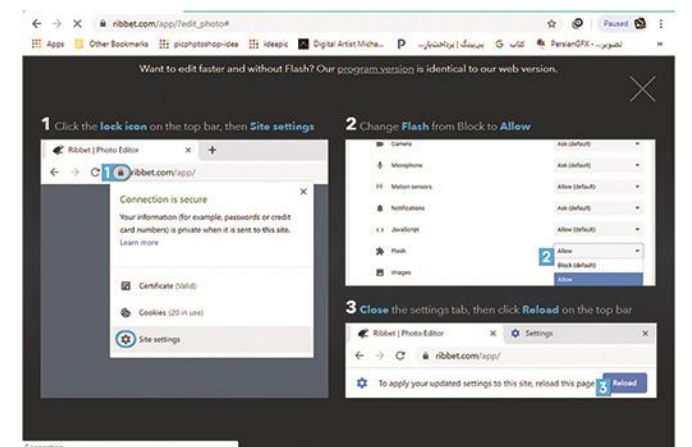 ribbet.com/app/?edit_photo#
Paused
Apps
Other Bookmarks
picphptoshop-idea
ideapic
Digital Artist Micha...
G وبلاگ
PersianGFX - تصویر...
Want to edit faster and without Flash? Our program version is identical to our web version.
1 Click the lock icon on the top bar, then Site settings
Ribbet | Photo Editor
1
ribbet.com/app/
Connection is secure
Your information (for example, passwords or credit
card numbers) is private when it is sent to this site.
Learn more
Certificate (Valid)
Cookies (20 in use)
Site settings
2 Change Flash from Block to Allow
Camera Ask (default)
Microphone Ask (default)
Motion sensors Allow (default)
Notifications Ask (default)
JavaScript Allow (default)
Flash Allow
2 Block (default)
Images Allow
3 Close the settings tab, then click Reload on the top bar
Ribbet | Photo Editor Settings
ribbet.com/app/
To apply your updated settings to this site, reload this page 3 Reload